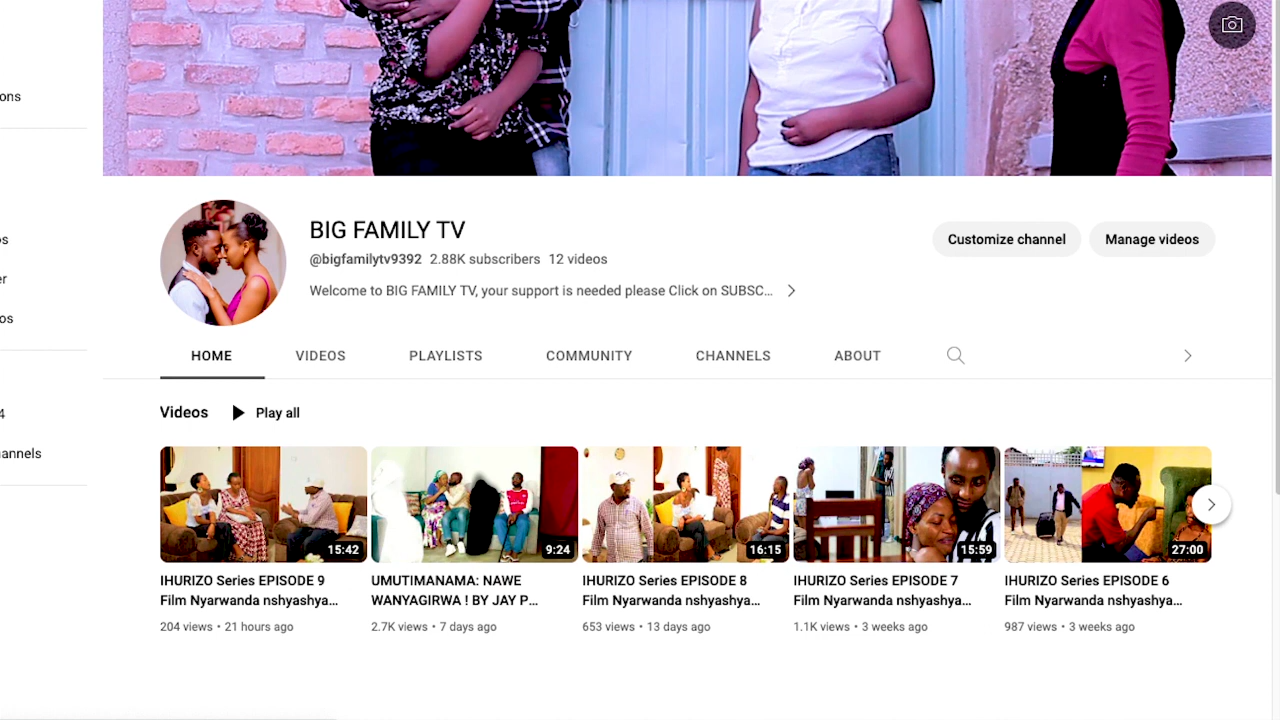 ons
s
er
os
4
annels
BIG FAMILY TV
@bigfamilytv9392 2.88K subscribers 12 videos
Welcome to BIG FAMILY TV, your support is needed please Click on SUBSC...
Customize channel
Manage videos
HOME VIDEOS PLAYLISTS COMMUNITY CHANNELS ABOUT
Videos Play all
15:42
IHURIZO Series EPISODE 9
Film Nyarwanda nshyashya...
204 views • 21 hours ago
9:24
UMUTIMANAMA: NAWE
WANYAGIRWA ! BY JAY P...
2.7K views • 7 days ago
16:15
IHURIZO Series EPISODE 8
Film Nyarwanda nshyashya...
653 views • 13 days ago
15:59
IHURIZO Series EPISODE 7
Film Nyarwanda nshyashya...
1.1K views • 3 weeks ago
27:00
IHURIZO Series EPISODE 6
Film Nyarwanda nshyashya...
987 views • 3 weeks ago